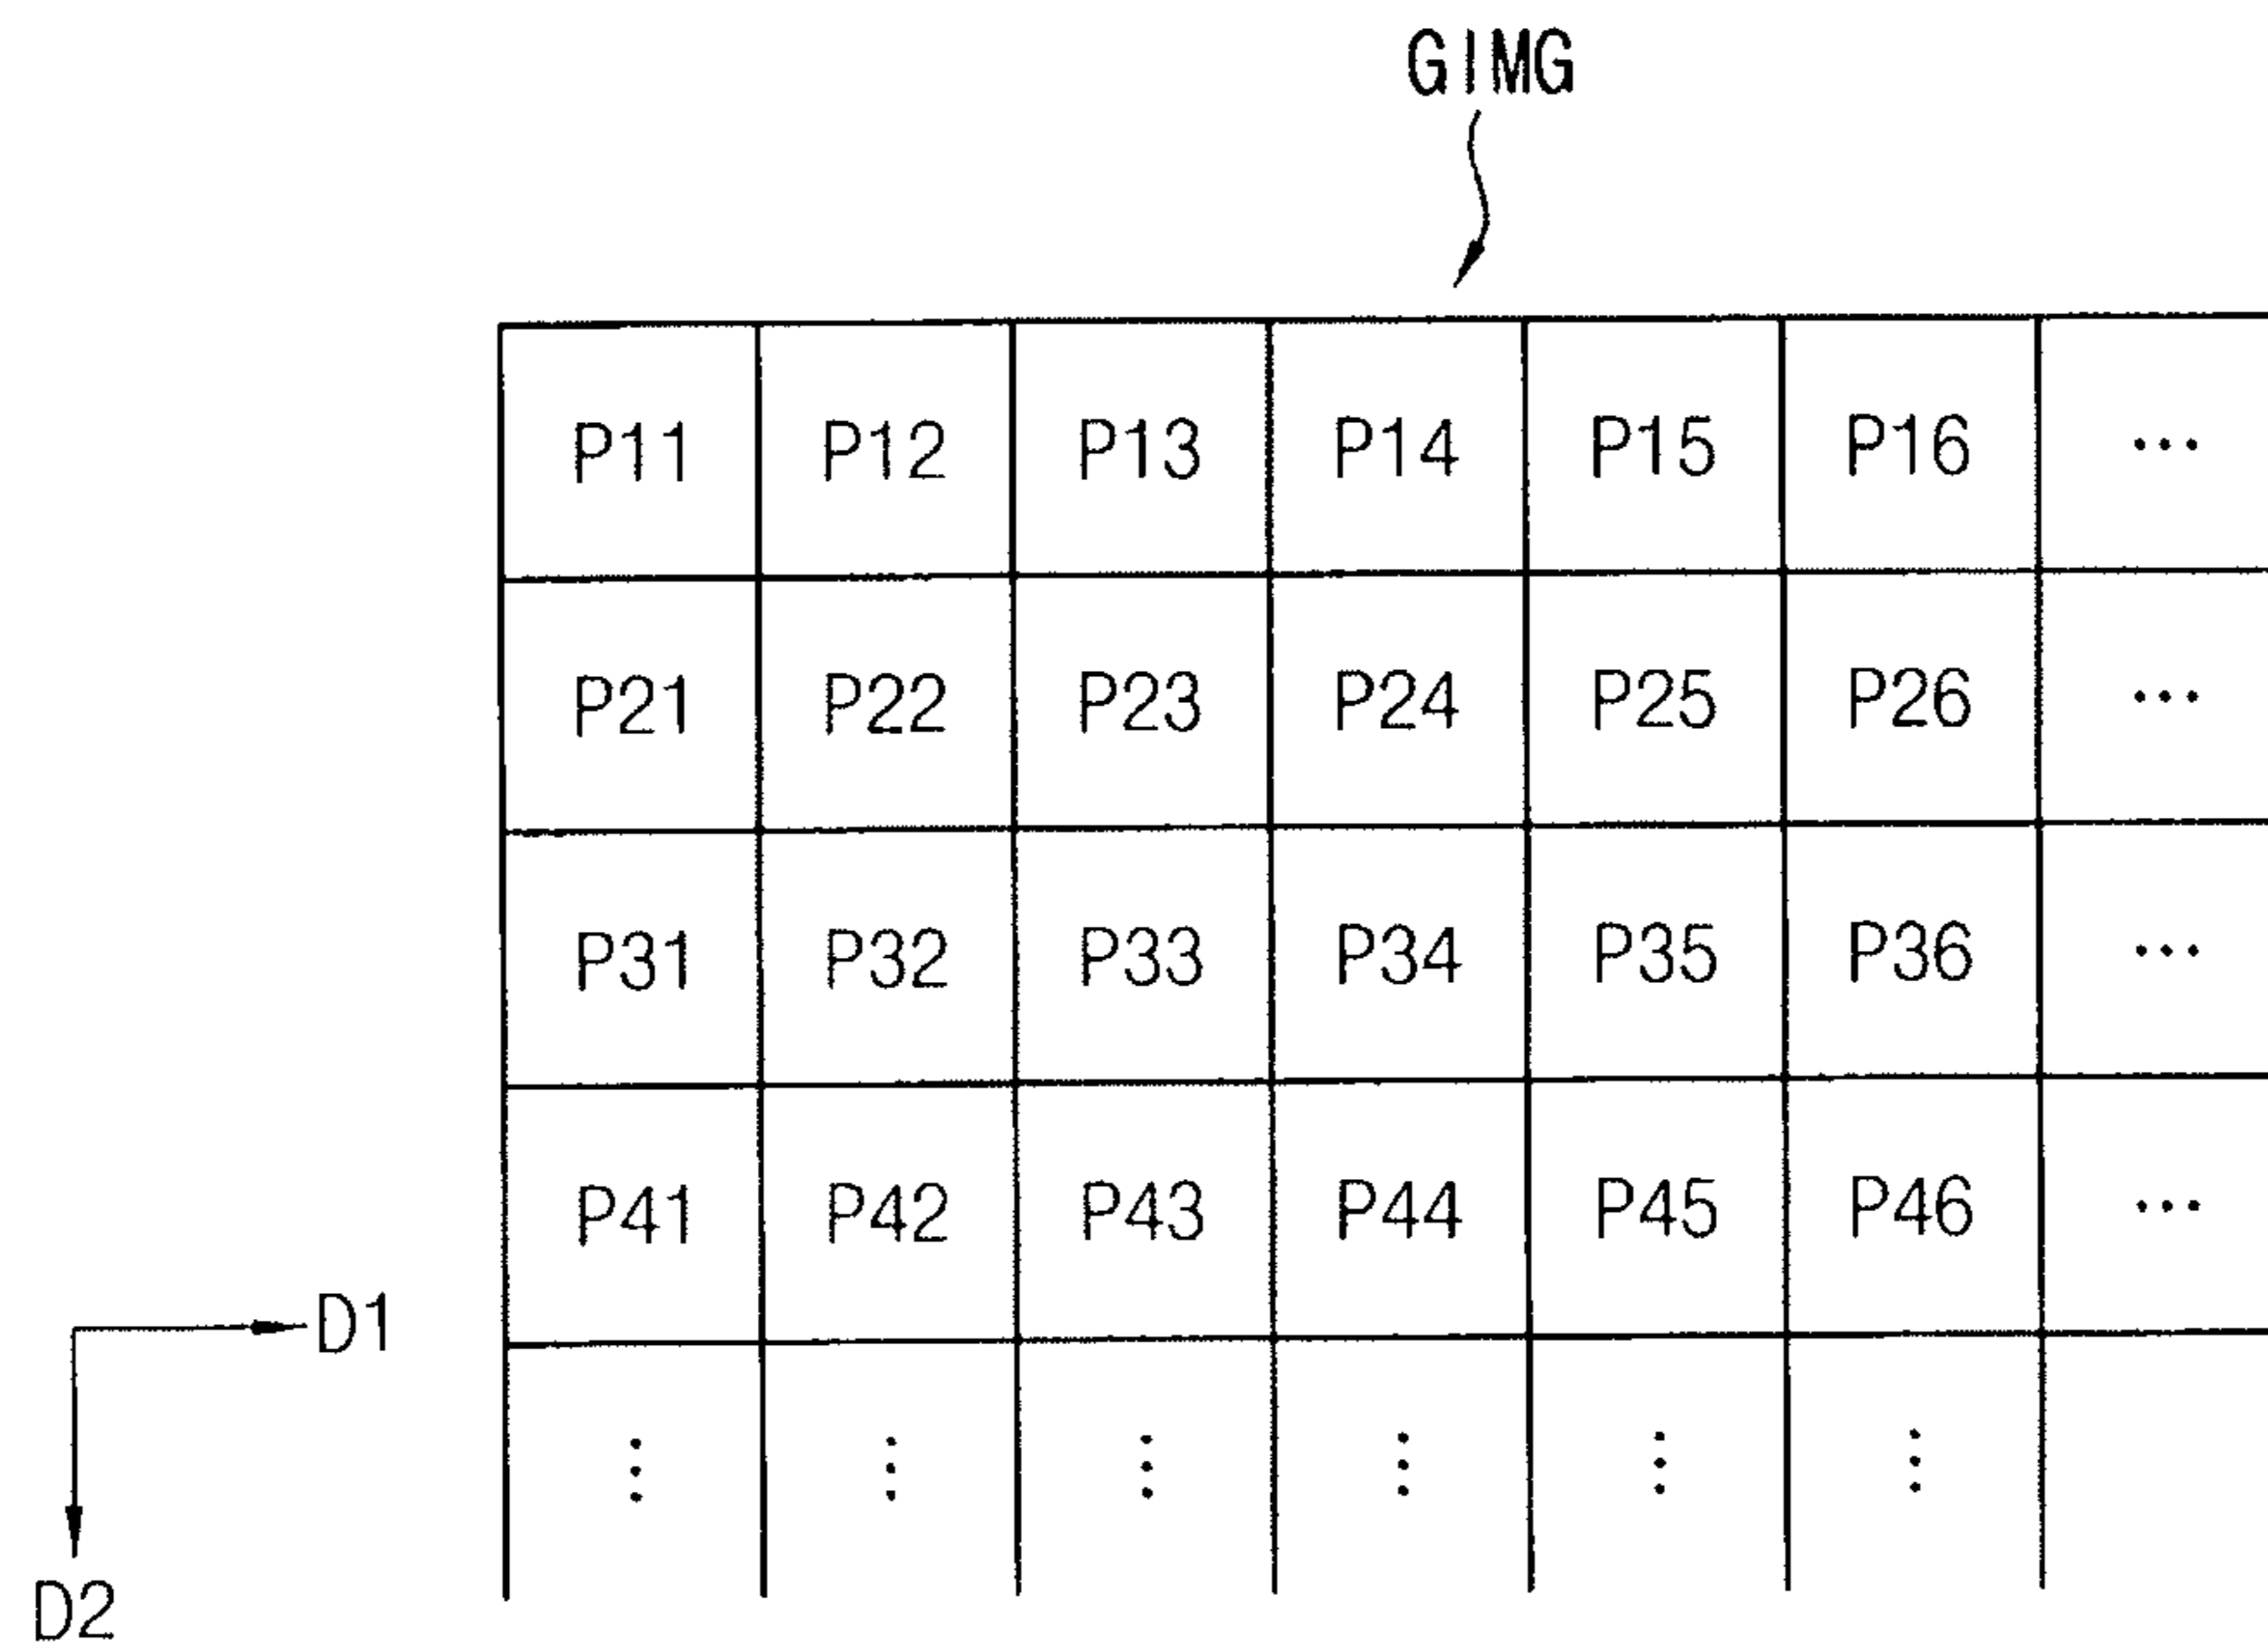 GIMG
P11 P12 P13 P14 P15 P16 ...
P21 P22 P23 P24 P25 P26 ...
P31 P32 P33 P34 P35 P36 ...
P41 P42 P43 P44 P45 P46 ...
D1
⋮ ⋮ ⋮ ⋮ ⋮ ⋮
D2